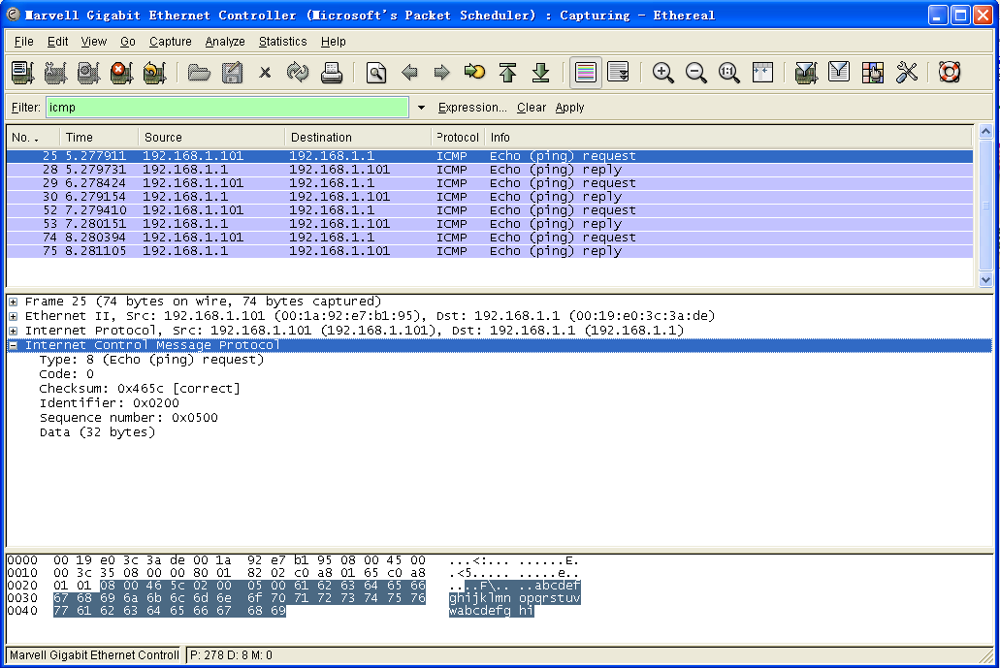 Marvell Gigabit Ethernet Controller (Microsoft's Packet Scheduler) : Capturing - Ethereal
File Edit View Go Capture Analyze Statistics Help
Filter: icmp Expression... Clear Apply
No. . Time Source Destination Protocol Info
25 5.277911 192.168.1.101 192.168.1.1 ICMP Echo (ping) request
28 5.279731 192.168.1.1 192.168.1.101 ICMP Echo (ping) reply
29 6.278424 192.168.1.101 192.168.1.1 ICMP Echo (ping) request
30 6.279154 192.168.1.1 192.168.1.101 ICMP Echo (ping) reply
52 7.279410 192.168.1.101 192.168.1.1 ICMP Echo (ping) request
53 7.280151 192.168.1.1 192.168.1.101 ICMP Echo (ping) reply
74 8.280394 192.168.1.101 192.168.1.1 ICMP Echo (ping) request
75 8.281105 192.168.1.1 192.168.1.101 ICMP Echo (ping) reply
Frame 25 (74 bytes on wire, 74 bytes captured)
Ethernet II, Src: 192.168.1.101 (00:1a:92:e7:b1:95), Dst: 192.168.1.1 (00:19:e0:3c:3a:de)
Internet Protocol, Src: 192.168.1.101 (192.168.1.101), Dst: 192.168.1.1 (192.168.1.1)
Internet Control Message Protocol
Type: 8 (Echo (ping) request)
Code: 0
Checksum: 0x465c [correct]
Identifier: 0x0200
Sequence number: 0x0500
Data (32 bytes)
0000 00 19 e0 3c 3a de 00 1a 92 e7 b1 95 08 00 45 00 ...<:... ......E.
0010 00 3c 35 08 00 00 80 01 82 02 c0 a8 01 65 c0 a8 .<5..... .....e..
0020 01 01 08 00 46 5c 02 00 05 00 61 62 63 64 65 66 ....F\.. ..abcdef
0030 67 68 69 6a 6b 6c 6d 6e 6f 70 71 72 73 74 75 76 ghijklmn opqrstuv
0040 77 61 62 63 64 65 66 67 68 69 wabcdefg hi
Marvell Gigabit Ethernet Controll P: 278 D: 8 M: 0